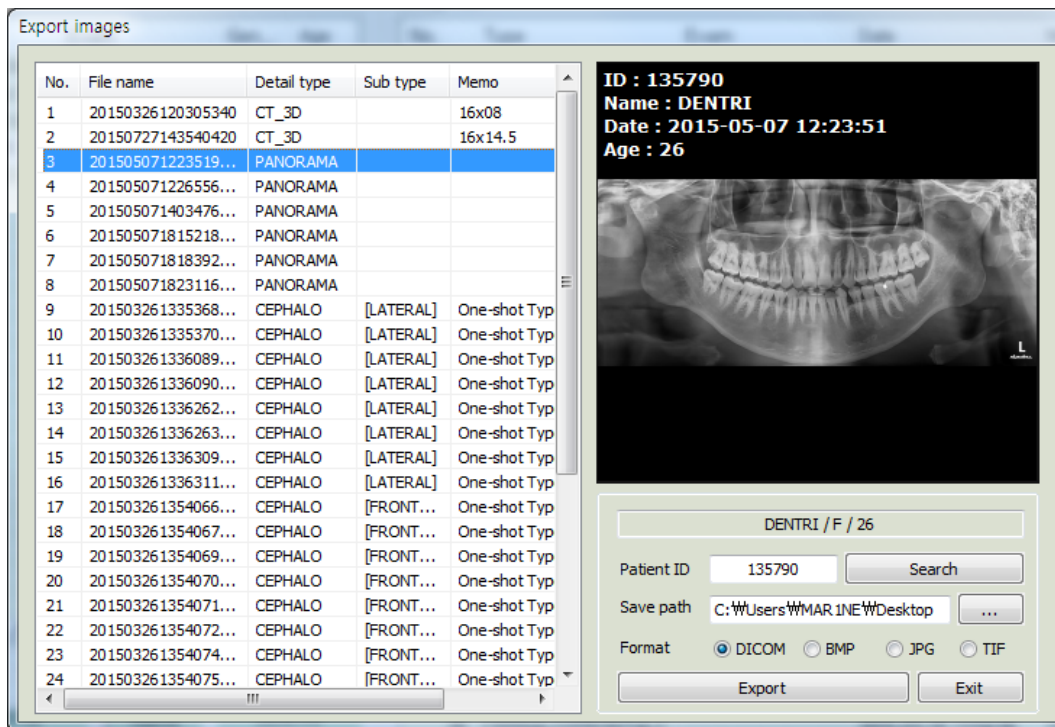 Export images
No. File name Detail type Sub type Memo
1 20150326120305340 CT_3D 16x08
2 20150727143540420 CT_3D 16x14.5
3 201505071223519... PANORAMA
4 201505071226556... PANORAMA
5 201505071403476... PANORAMA
6 201505071815218... PANORAMA
7 201505071818392... PANORAMA
8 201505071823116... PANORAMA
9 201503261335368... CEPHALO [LATERAL] One-shot Typ
10 201503261335370... CEPHALO [LATERAL] One-shot Typ
11 201503261336089... CEPHALO [LATERAL] One-shot Typ
12 201503261336090... CEPHALO [LATERAL] One-shot Typ
13 201503261336262... CEPHALO [LATERAL] One-shot Typ
14 201503261336263... CEPHALO [LATERAL] One-shot Typ
15 201503261336309... CEPHALO [LATERAL] One-shot Typ
16 201503261336311... CEPHALO [LATERAL] One-shot Typ
17 201503261354066... CEPHALO [FRONT... One-shot Typ
18 201503261354067... CEPHALO [FRONT... One-shot Typ
19 201503261354069... CEPHALO [FRONT... One-shot Typ
20 201503261354070... CEPHALO [FRONT... One-shot Typ
21 201503261354071... CEPHALO [FRONT... One-shot Typ
22 201503261354072... CEPHALO [FRONT... One-shot Typ
23 201503261354074... CEPHALO [FRONT... One-shot Typ
24 201503261354075... CEPHALO [FRONT... One-shot Typ
ID : 135790
Name : DENTRI
Date : 2015-05-07 12:23:51
Age : 26
L
DENTRI / F / 26
Patient ID 135790 Search
Save path C:₩Users₩MAR1NE₩Desktop ...
Format DICOM BMP JPG TIF
Export Exit